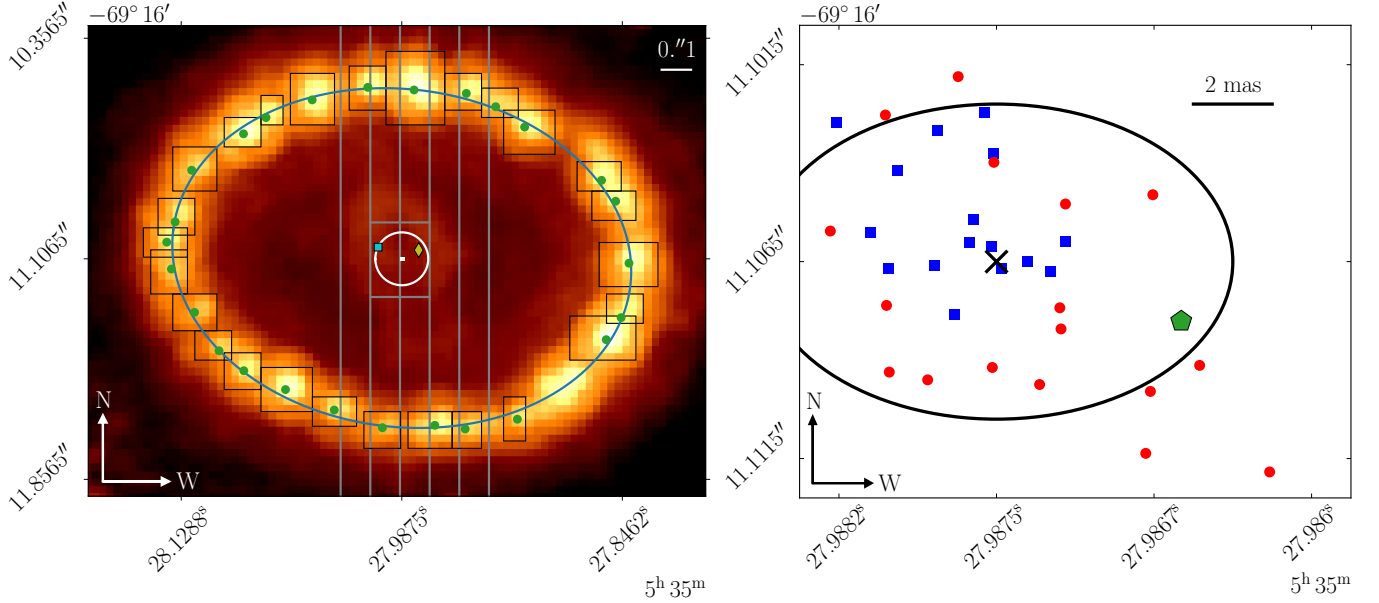 −69° 16′
10.3565″
11.1065″
11.8565″
0.″1
N
W
28.1288ˢ
27.9875ˢ
27.8462ˢ
5ʰ 35ᵐ
−69° 16′
11.1015″
11.1065″
11.1115″
2 mas
N
W
27.9882ˢ
27.9875ˢ
27.9867ˢ
27.986ˢ
5ʰ 35ᵐ